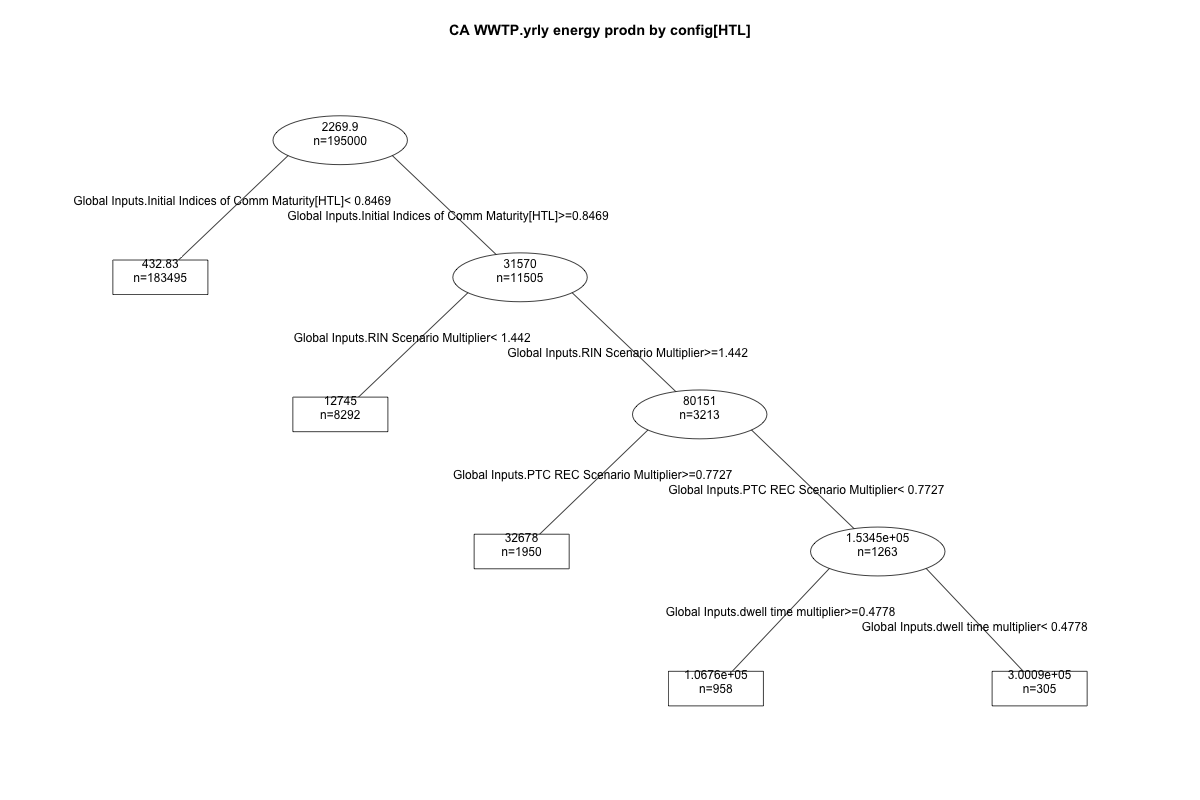 CA WWTP.yrly energy prodn by config[HTL]
2269.9
n=195000
Global Inputs.Initial Indices of Comm Maturity[HTL]< 0.8469
Global Inputs.Initial Indices of Comm Maturity[HTL]>=0.8469
432.83
n=183495
31570
n=11505
Global Inputs.RIN Scenario Multiplier< 1.442
Global Inputs.RIN Scenario Multiplier>=1.442
12745
n=8292
80151
n=3213
Global Inputs.PTC REC Scenario Multiplier>=0.7727
Global Inputs.PTC REC Scenario Multiplier< 0.7727
32678
n=1950
1.5345e+05
n=1263
Global Inputs.dwell time multiplier>=0.4778
Global Inputs.dwell time multiplier< 0.4778
1.0676e+05
n=958
3.0009e+05
n=305